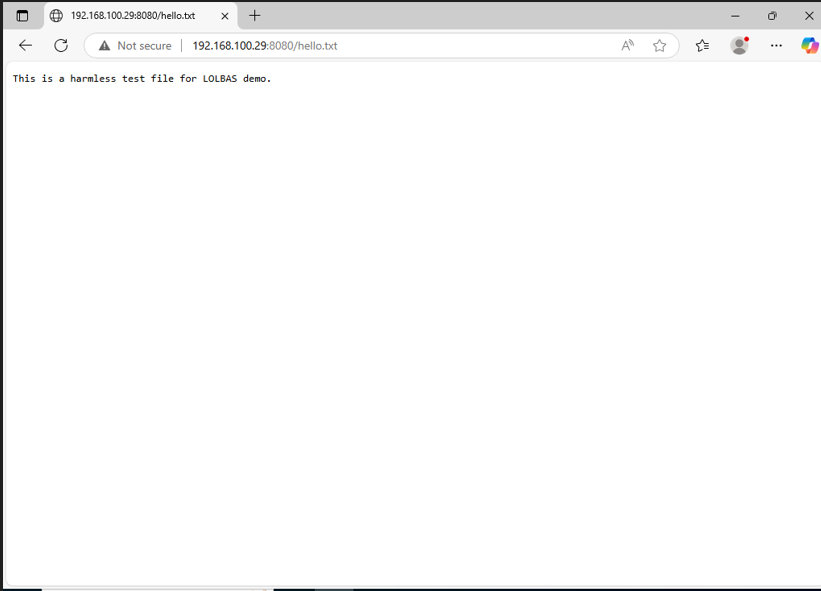 192.168.100.29:8080/hello.txt
Not secure
192.168.100.29:8080/hello.txt
This is a harmless test file for LOLBAS demo.